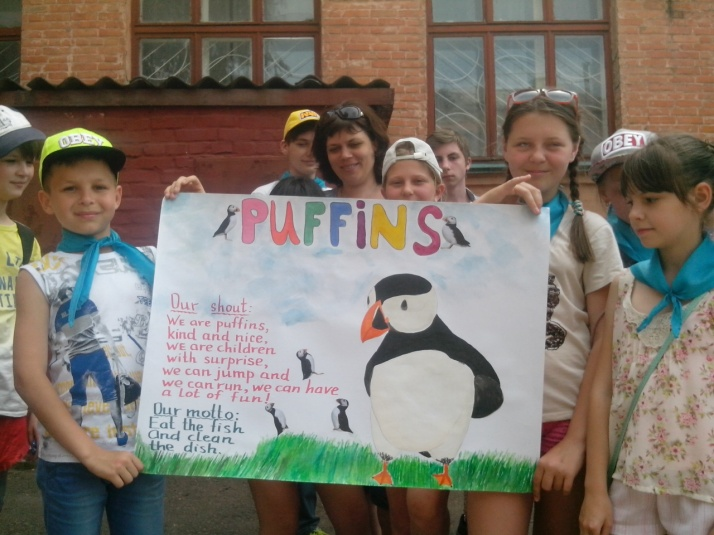 OBEY
OBEY
PUFFiNS
Our shout:
We are puffins,
kind and nice,
we are children
with surprise,
we can jump and
we can run, we can have
a lot of fun!
Our motto:
Eat the fish
And clean
the dish.